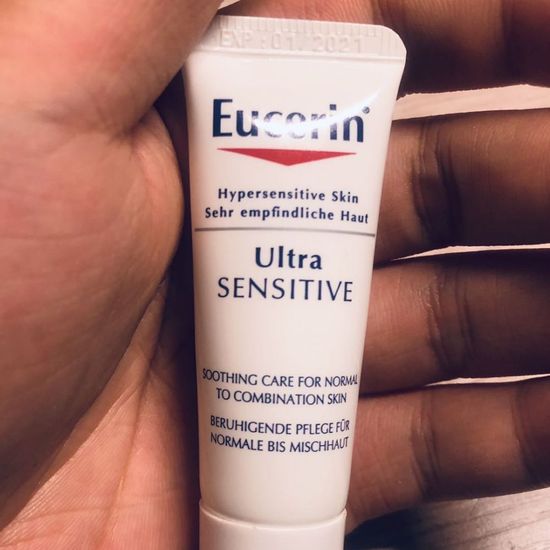 EXP : 01/2021
Eucerin®
Hypersensitive Skin
Sehr empfindliche Haut
Ultra
SENSITIVE
SOOTHING CARE FOR NORMAL
TO COMBINATION SKIN
BERUHIGENDE PFLEGE FÜR
NORMALE BIS MISCHHAUT